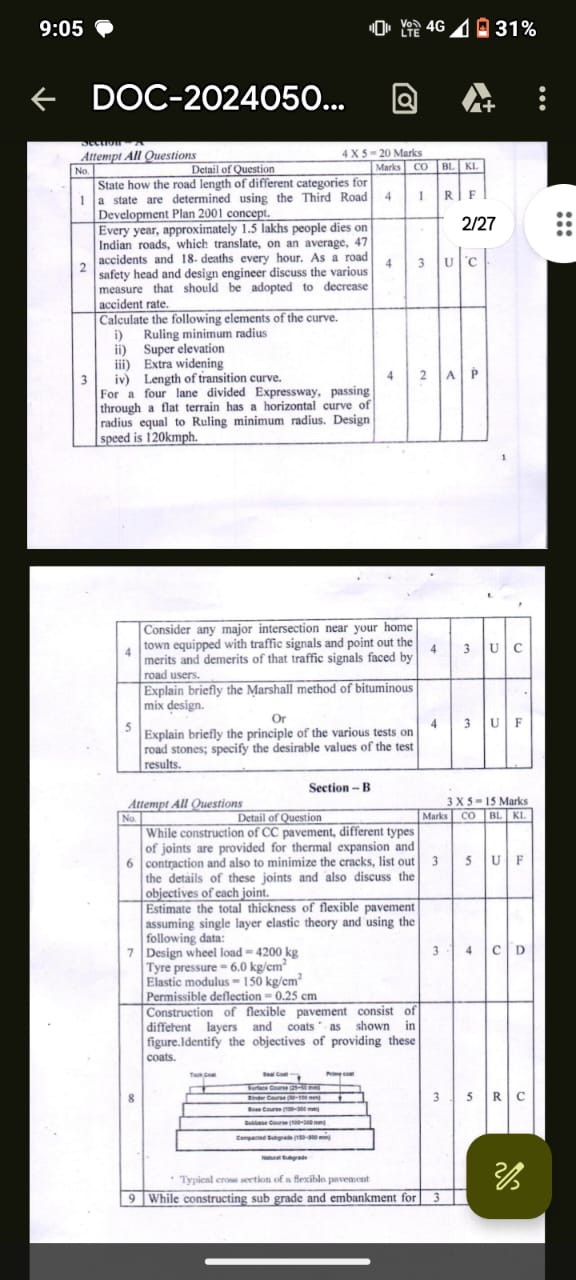 9:05
Vo)) LTE 4G 31%
DOC-2024050...
Section - A
Attempt All Questions 4 X 5 = 20 Marks
No. Detail of Question Marks CO BL KL
State how the road length of different categories for
1 a state are determined using the Third Road 4 1 R F
Development Plan 2001 concept.
2/27
Every year, approximately 1.5 lakhs people dies on
Indian roads, which translate, on an average, 47
accidents and 18- deaths every hour. As a road
2 safety head and design engineer discuss the various 4 3 U C
measure that should be adopted to decrease
accident rate.
Calculate the following elements of the curve.
i) Ruling minimum radius
ii) Super elevation
iii) Extra widening
3 iv) Length of transition curve. 4 2 A P
For a four lane divided Expressway, passing
through a flat terrain has a horizontal curve of
radius equal to Ruling minimum radius. Design
speed is 120kmph.
1
Consider any major intersection near your home
4 town equipped with traffic signals and point out the 4 3 U C
merits and demerits of that traffic signals faced by
road users.
Explain briefly the Marshall method of bituminous
mix design.
Or
5 Explain briefly the principle of the various tests on 4 3 U F
road stones; specify the desirable values of the test
results.
Section – B
Attempt All Questions 3 X 5 = 15 Marks
No. Detail of Question Marks CO BL KL
While construction of CC pavement, different types
of joints are provided for thermal expansion and
6 contraction and also to minimize the cracks, list out 3 5 U F
the details of these joints and also discuss the
objectives of each joint.
Estimate the total thickness of flexible pavement
assuming single layer elastic theory and using the
following data:
7 Design wheel load = 4200 kg 3 4 C D
Tyre pressure = 6.0 kg/cm²
Elastic modulus = 150 kg/cm²
Permissible deflection = 0.25 cm
Construction of flexible pavement consist of
different layers and coats as shown in
figure.Identify the objectives of providing these
coats.
Tack Coat Seal Coat Prime coat
Surface Course (25-50 mm)
8 Binder Course (50-100 mm) 3 5 R C
Base Course (100-300 mm)
Subbase Course (100-300 mm)
Compacted Subgrade (150-300 mm)
Natural Subgrade
Typical cross section of a flexible pavement
9 While constructing sub grade and embankment for 3